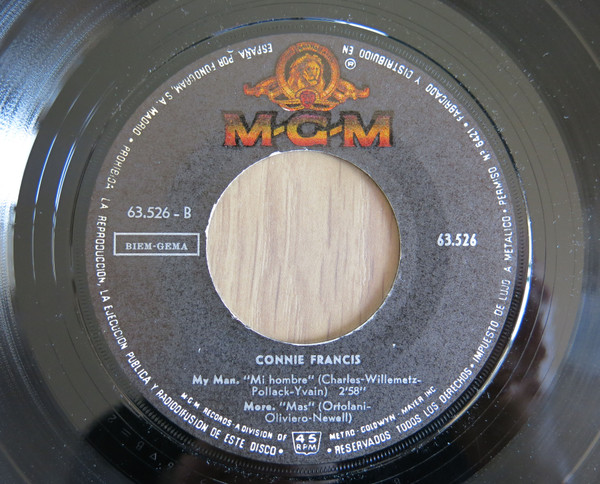 FABRICADO Y DISTRIBUIDO EN ESPAÑA POR FONOGRAM, S.A. MADRID • PROHIBIDA LA REPRODUCCION, LA EJECUCION PUBLICA Y RADIODIFUSION DE ESTE DISCO • RESERVADOS TODOS LOS DERECHOS • IMPUESTO DE LUJO A METALICO • PERMISO Nº 6421 •
M-G-M
63.526 - B
BIEM-GEMA
63.526
CONNIE FRANCIS
My Man. "Mi hombre" (Charles-Willemetz-
Pollack-Yvain) 2'58"
More. "Mas" (Ortolani-
Oliviero-Newell)
M-G-M RECORDS - A DIVISION OF METRO - GOLDWYN - MAYER INC
45
RPM